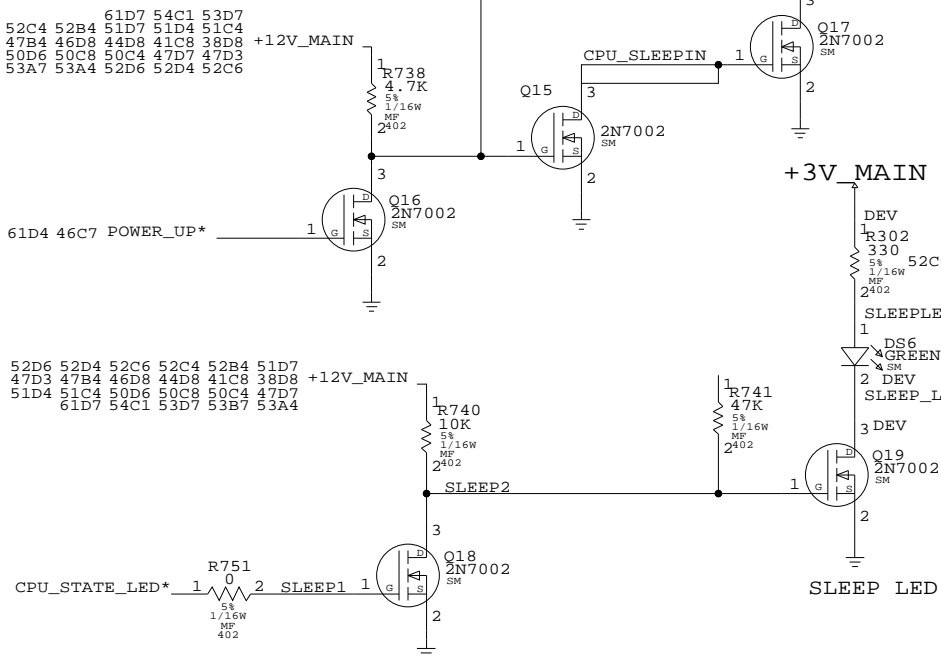 61D7 54C1 53D7
52C4 52B4 51D7 51D4 51C4
47B4 46D8 44D8 41C8 38D8 +12V_MAIN
50D6 50C8 50C4 47D7 47D3
53A7 53A4 52D6 52D4 52C6
1
R738
4.7K
5%
1/16W
MF
402
2
3
D
Q16
2N7002
SM
61D4 46C7 POWER_UP*
1
G
S
2
Q15
3
D
2N7002
SM
1
G
S
2
CPU_SLEEPIN
3
Q17
2N7002
SM
D
1
G
S
2
+3V_MAIN
DEV
1
R302
330
5%
1/16W
MF
402
2
52C
SLEEPLE
1
DS6
GREEN
SM
2
DEV
SLEEP_L
3
DEV
D
Q19
2N7002
SM
1
G
S
2
SLEEP LED
52D6 52D4 52C6 52C4 52B4 51D7
47D3 47B4 46D8 44D8 41C8 38D8 +12V_MAIN
51D4 51C4 50D6 50C8 50C4 47D7
61D7 54C1 53D7 53B7 53A4
1
R740
10K
5%
1/16W
MF
402
2
SLEEP2
1
R741
47K
5%
1/16W
MF
402
2
3
D
Q18
2N7002
SM
1
G
S
2
CPU_STATE_LED*
1
R751
0
2
5%
1/16W
MF
402
SLEEP1